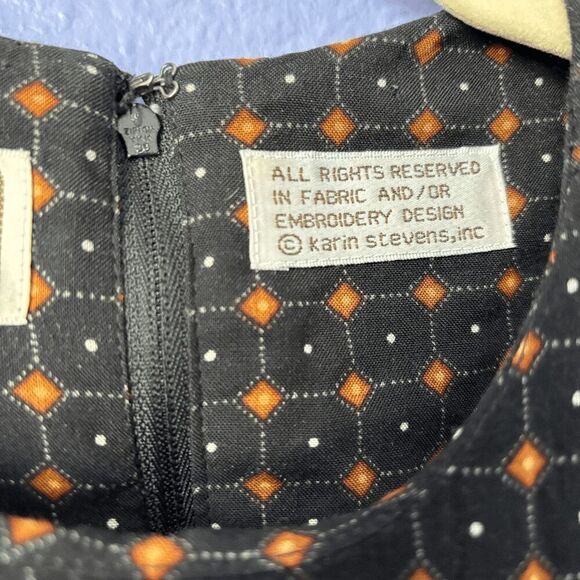 ALL RIGHTS RESERVED
IN FABRIC AND/OR
EMBROIDERY DESIGN
© karin stevens,inc